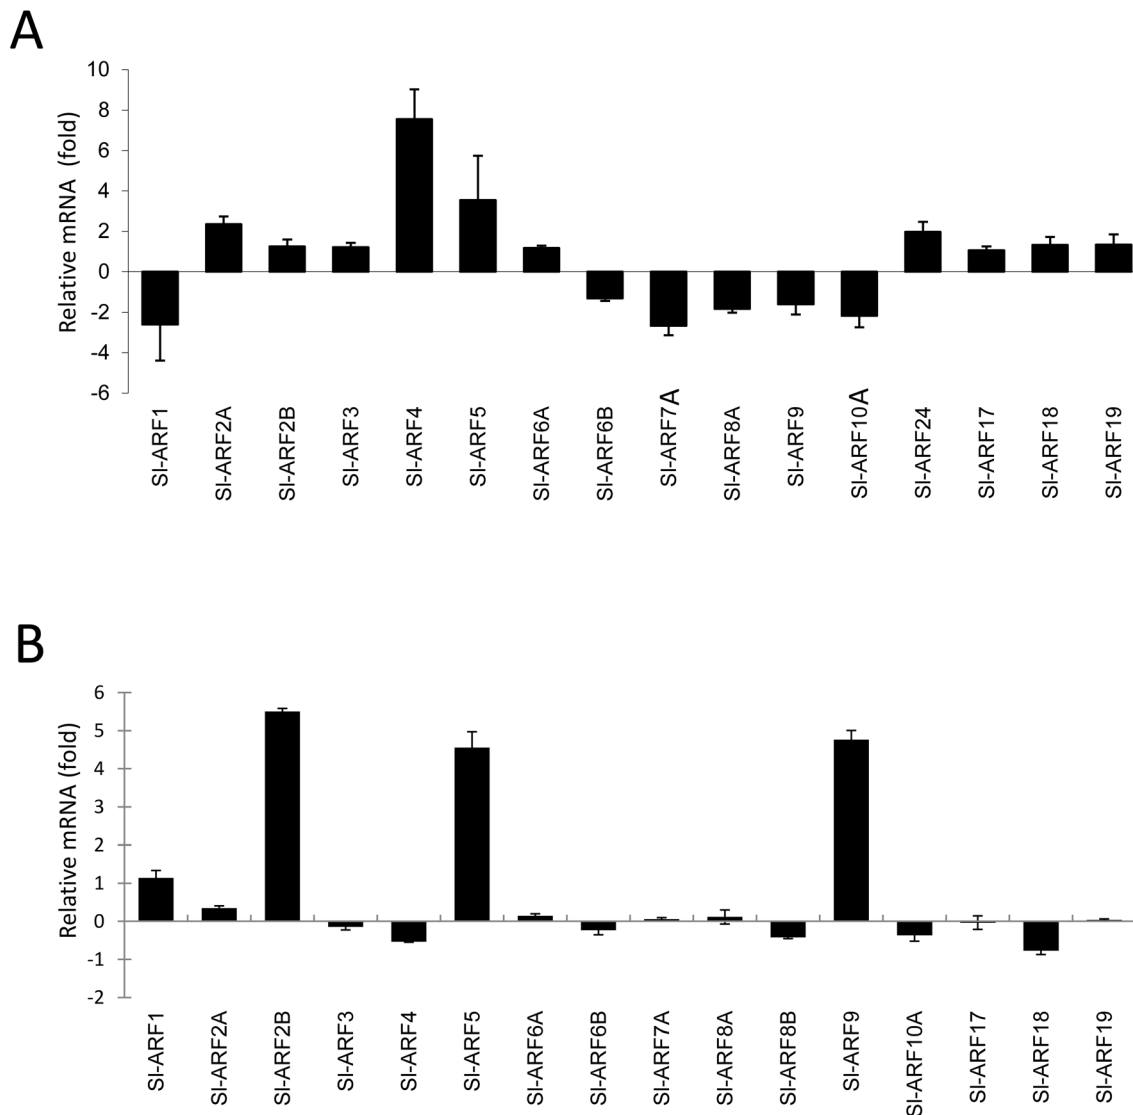 A
Relative mRNA (fold)
10
8
6
4
2
0
-2
-4
-6
Sl-ARF1
Sl-ARF2A
Sl-ARF2B
Sl-ARF3
Sl-ARF4
Sl-ARF5
Sl-ARF6A
Sl-ARF6B
Sl-ARF7A
Sl-ARF8A
Sl-ARF9
Sl-ARF10A
Sl-ARF24
Sl-ARF17
Sl-ARF18
Sl-ARF19
B
Relative mRNA (fold)
6
5
4
3
2
1
0
-1
-2
Sl-ARF1
Sl-ARF2A
Sl-ARF2B
Sl-ARF3
Sl-ARF4
Sl-ARF5
Sl-ARF6A
Sl-ARF6B
Sl-ARF7A
Sl-ARF8A
Sl-ARF8B
Sl-ARF9
Sl-ARF10A
Sl-ARF17
Sl-ARF18
Sl-ARF19